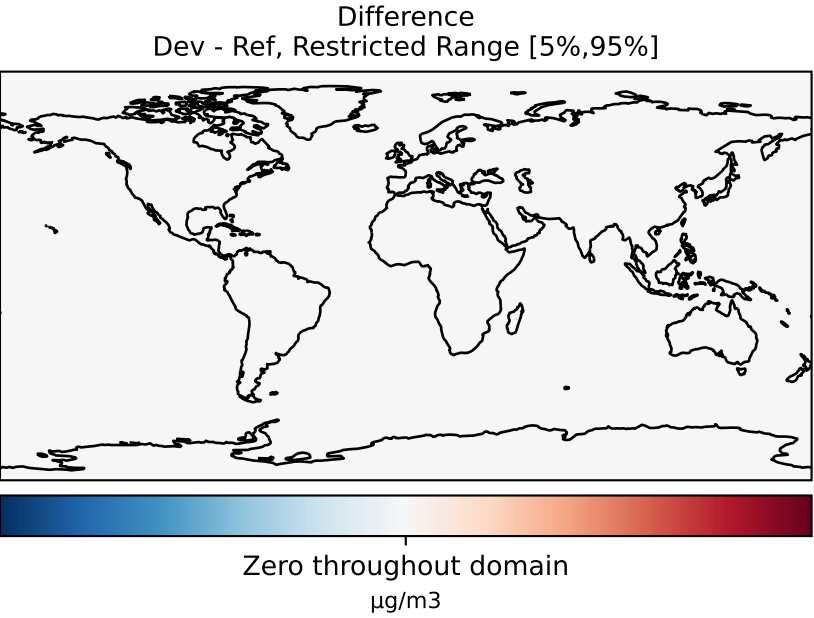 Difference
Dev - Ref, Restricted Range [5%,95%]
Zero throughout domain
μg/m3